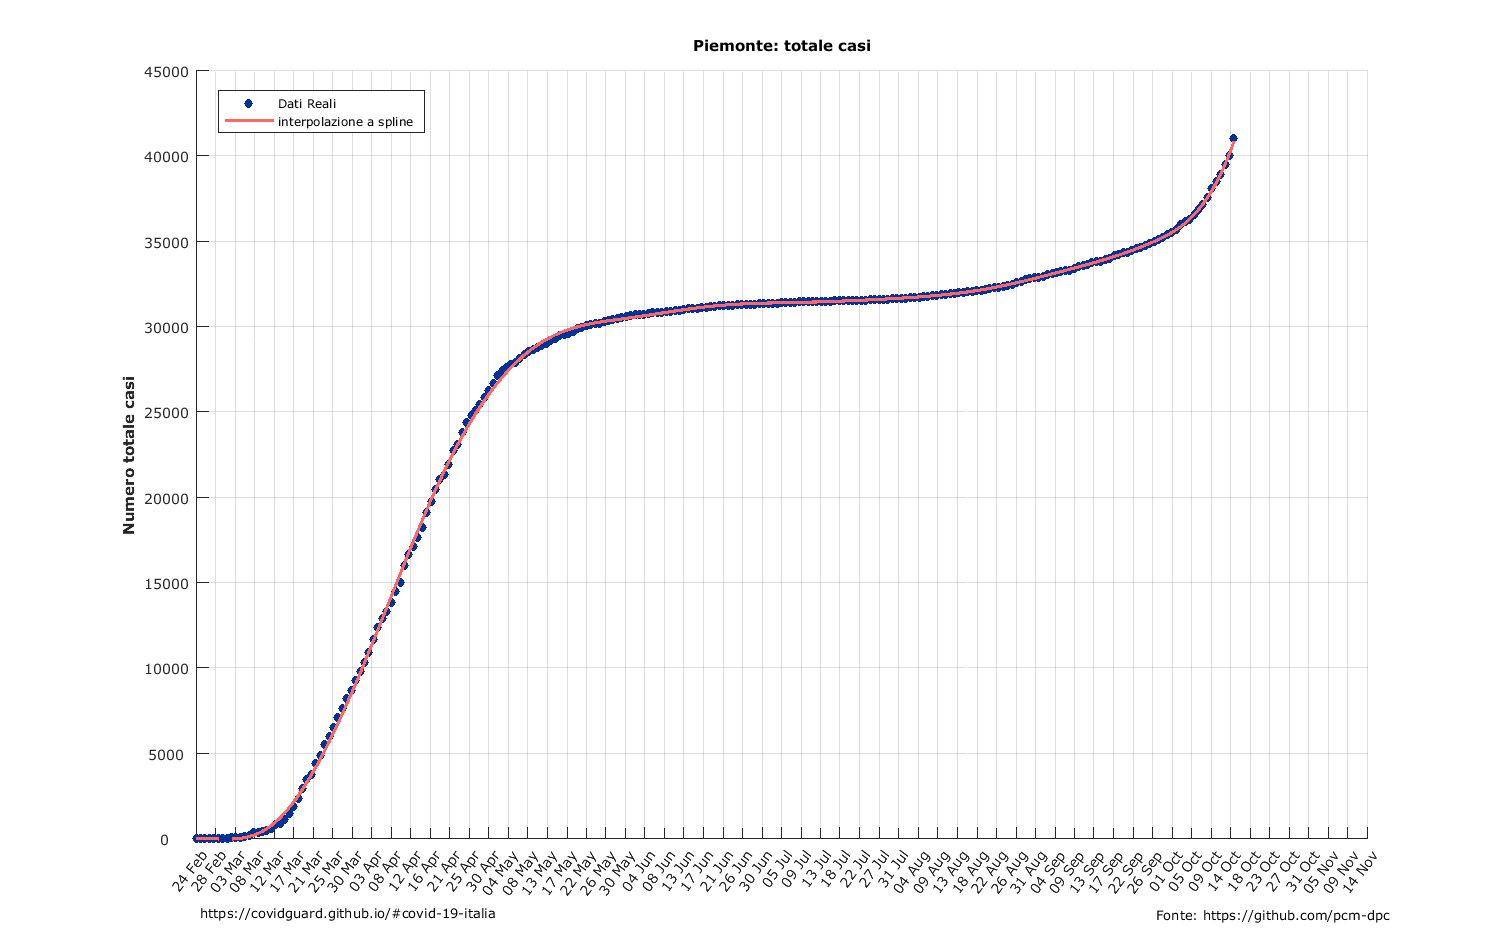 Piemonte: totale casi
Dati Reali
interpolazione a spline
Numero totale casi
45000
40000
35000
30000
25000
20000
15000
10000
5000
0
24 Feb
28 Feb
03 Mar
08 Mar
12 Mar
17 Mar
21 Mar
25 Mar
30 Mar
03 Apr
08 Apr
12 Apr
16 Apr
21 Apr
25 Apr
30 Apr
04 May
08 May
13 May
17 May
22 May
26 May
30 May
04 Jun
08 Jun
13 Jun
17 Jun
21 Jun
26 Jun
30 Jun
05 Jul
09 Jul
13 Jul
18 Jul
22 Jul
27 Jul
31 Jul
04 Aug
09 Aug
13 Aug
18 Aug
22 Aug
26 Aug
31 Aug
04 Sep
09 Sep
13 Sep
17 Sep
22 Sep
26 Sep
01 Oct
05 Oct
09 Oct
14 Oct
18 Oct
23 Oct
27 Oct
31 Oct
05 Nov
09 Nov
14 Nov
https://covidguard.github.io/#covid-19-italia
Fonte: https://github.com/pcm-dpc